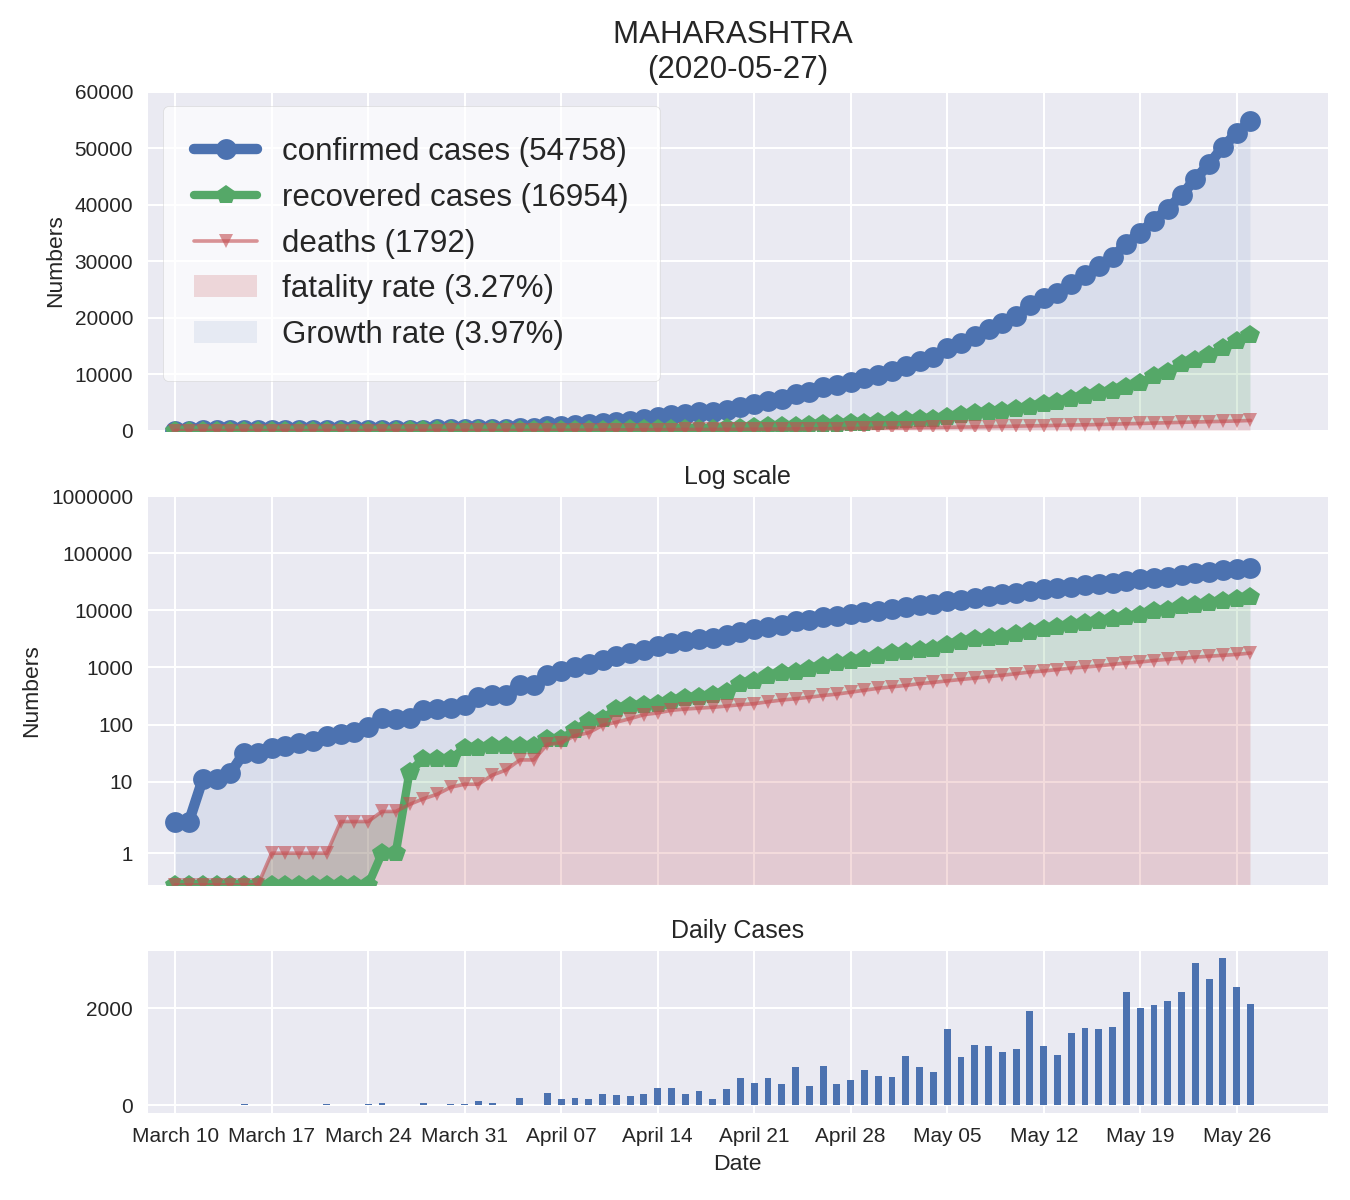 MAHARASHTRA
(2020-05-27)
60000
50000
40000
30000
20000
10000
0
Numbers
confirmed cases (54758)
recovered cases (16954)
deaths (1792)
fatality rate (3.27%)
Growth rate (3.97%)
Log scale
1000000
100000
10000
1000
100
10
1
Numbers
Daily Cases
2000
0
March 10 March 17 March 24 March 31 April 07 April 14 April 21 April 28 May 05 May 12 May 19 May 26
Date